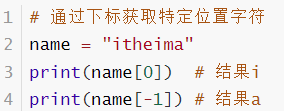 1 # 通过下标获取特定位置字符
2 name = "itheima"
3 print(name[0])  # 结果i
4 print(name[-1]) # 结果a